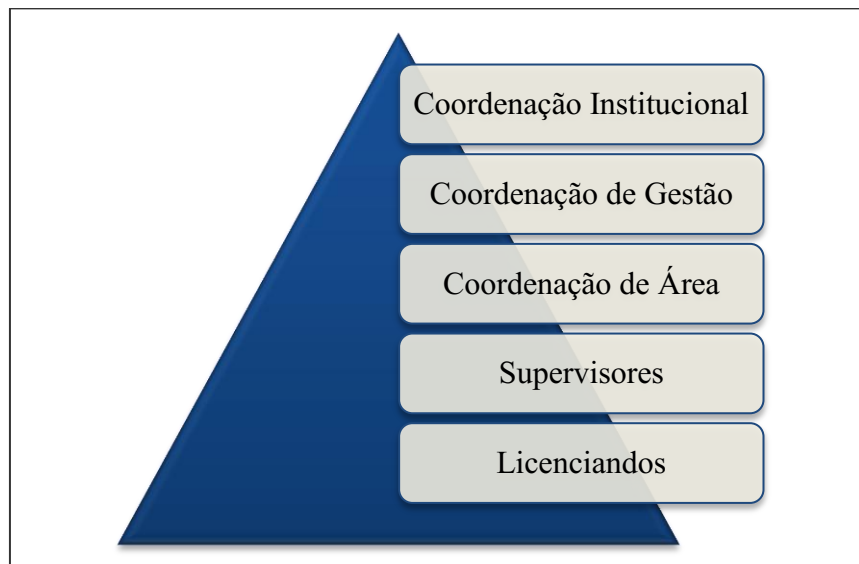 Coordenação Institucional
Coordenação de Gestão
Coordenação de Área
Supervisores
Licenciandos